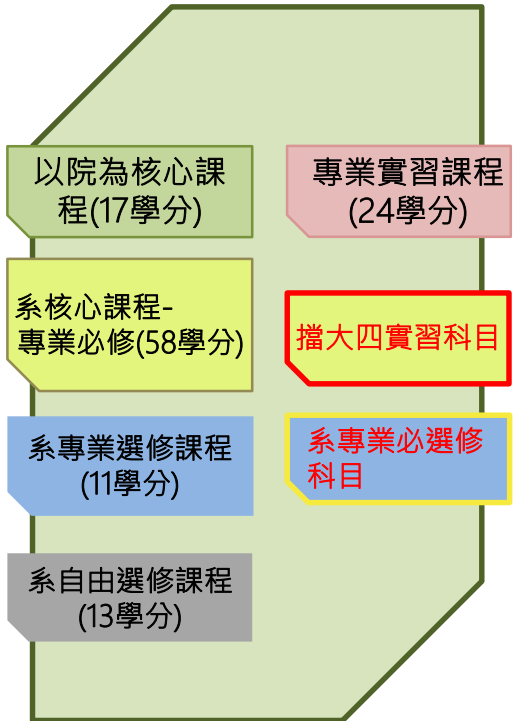 以院為核心課
程(17學分)
專業實習課程
(24學分)
系核心課程-
專業必修(58學分)
擋大四實習科目
系專業選修課程
(11學分)
系專業必選修
科目
系自由選修課程
(13學分)